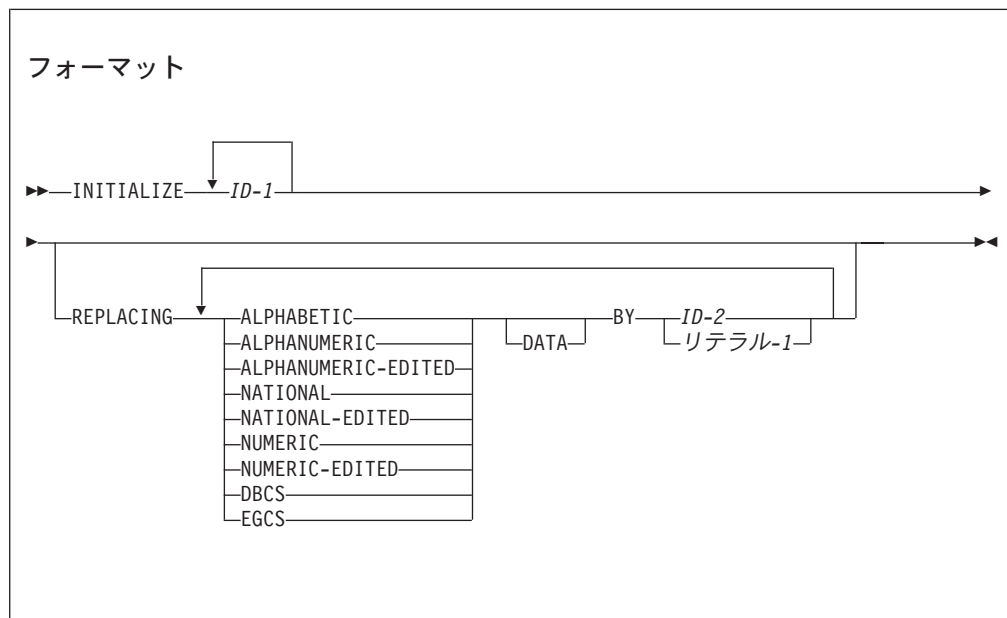 フォーマット
INITIALIZE ID-1
REPLACING ALPHABETIC DATA BY ID-2
ALPHANUMERIC リテラル-1
ALPHANUMERIC-EDITED
NATIONAL
NATIONAL-EDITED
NUMERIC
NUMERIC-EDITED
DBCS
EGCS